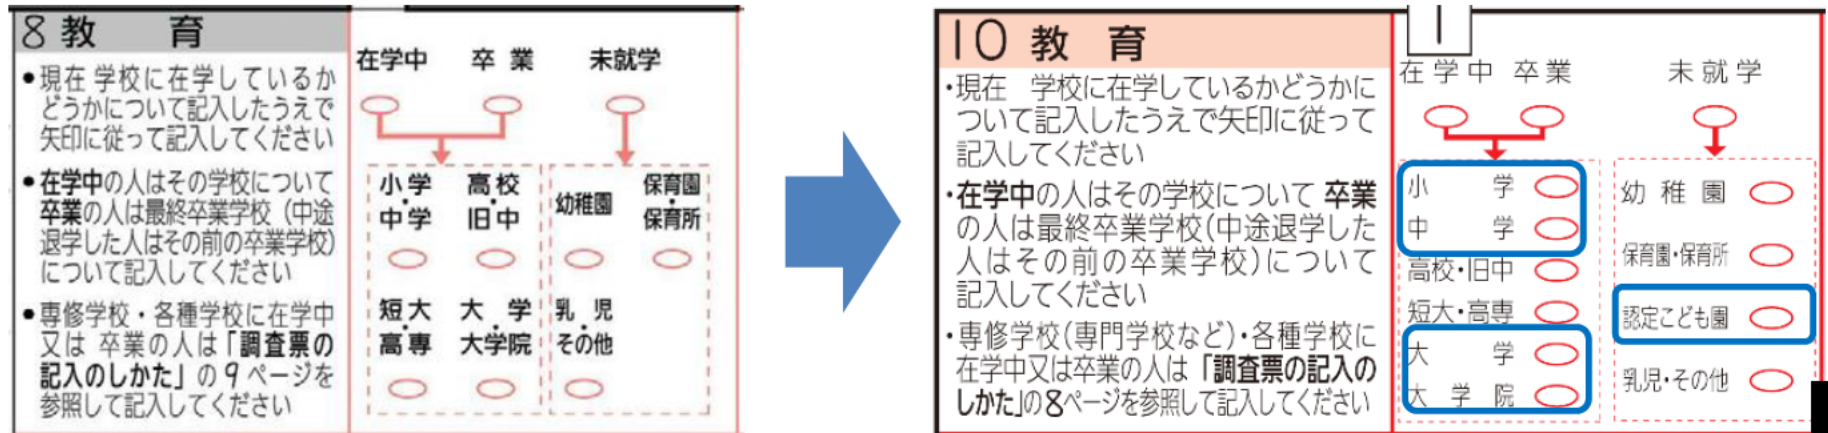 8 教 育
●現在 学校に在学しているか
どうかについて記入したうえで
矢印に従って記入してください
●在学中の人はその学校について
卒業の人は最終卒業学校（中途
退学した人はその前の卒業学校）
について記入してください
●専修学校・各種学校に在学中
又は 卒業の人は「調査票の
記入のしかた」の9ページを
参照して記入してください
在学中 卒 業 未就学
小学・中学
高校・旧中
幼稚園
保育園・保育所
短大・高専
大 学・大学院
乳 児・その他
10 教 育
・現在 学校に在学しているかどうかに
ついて記入したうえで矢印に従って
記入してください
・在学中の人はその学校について 卒業
の人は最終卒業学校(中途退学した
人はその前の卒業学校)について
記入してください
・専修学校(専門学校など)・各種学校に
在学中又は卒業の人は「調査票の記入の
しかた」の8ページを参照して記入してください
1
在学中 卒業 未就学
小 学
中 学
高校・旧中
短大・高専
大 学
大 学 院
幼 稚 園
保育園・保育所
認定こども園
乳児・その他